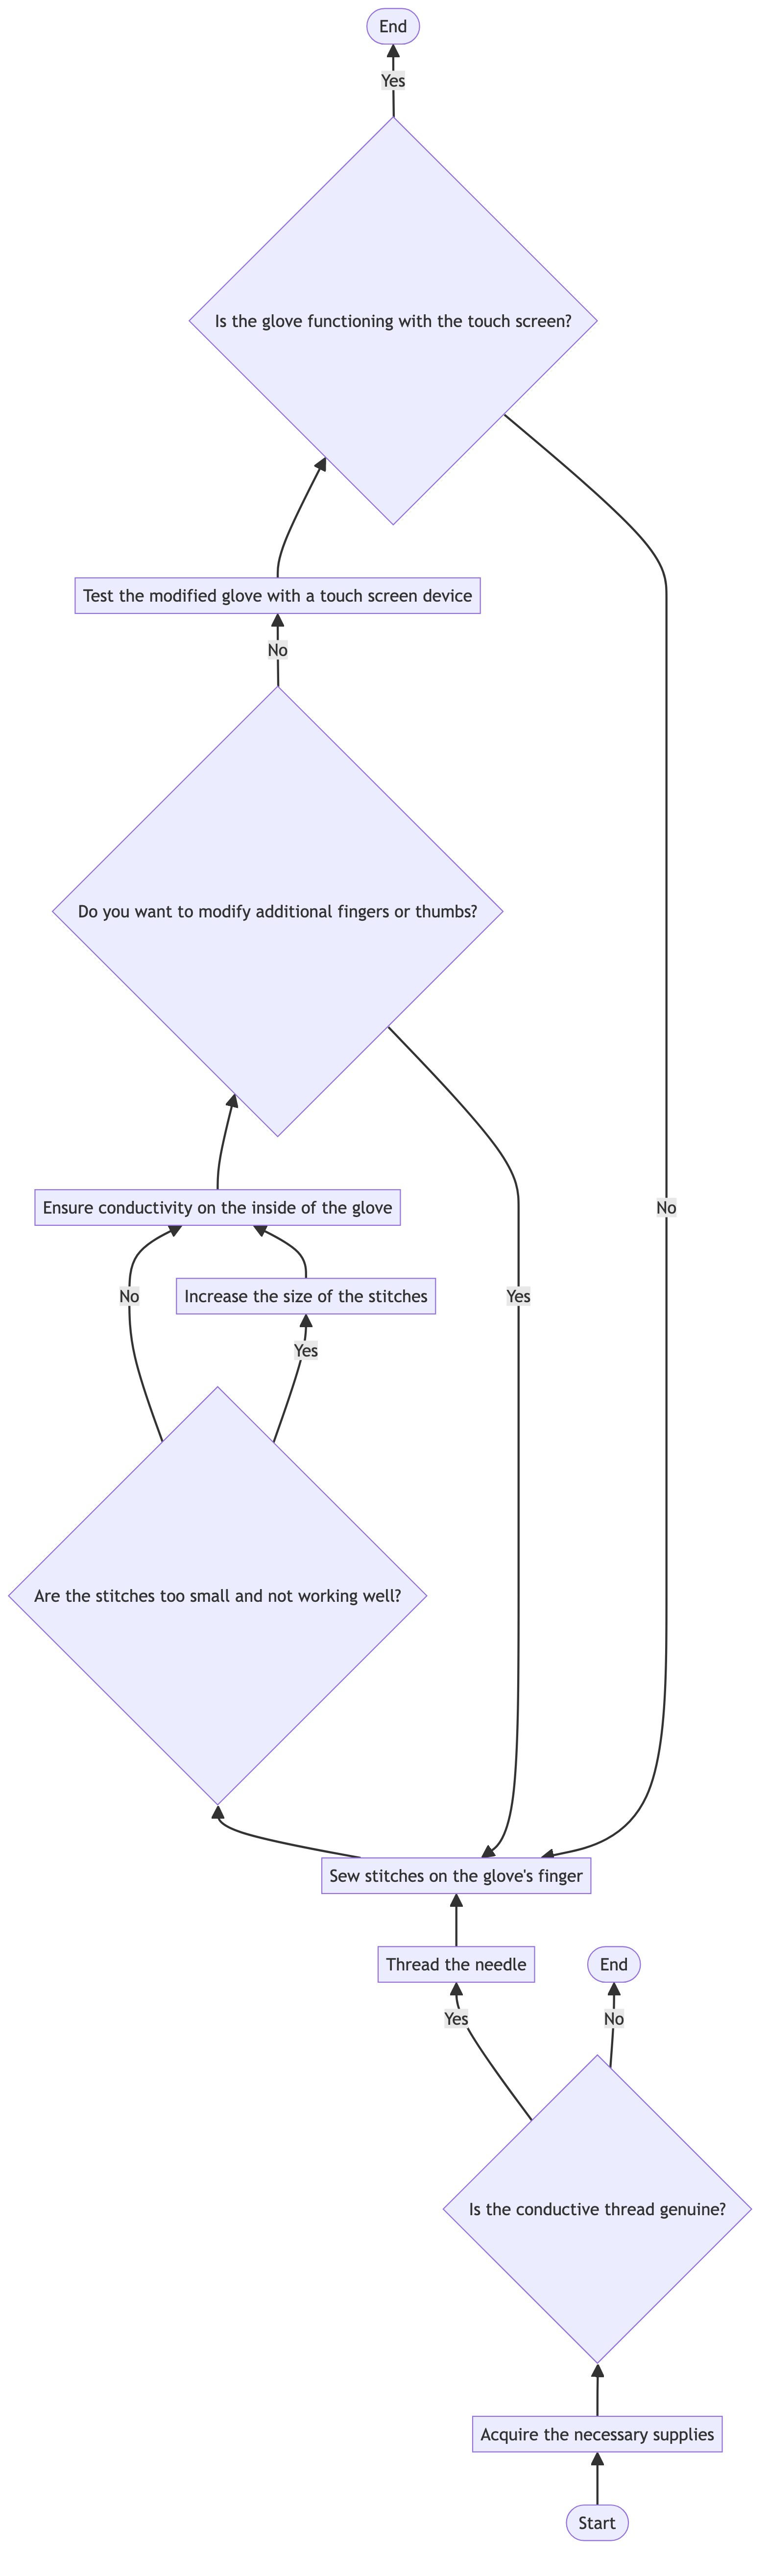 End
Yes
Is the glove functioning with the touch screen?
Test the modified glove with a touch screen device
No
Do you want to modify additional fingers or thumbs?
Ensure conductivity on the inside of the glove
No
No
Increase the size of the stitches
Yes
Yes
Are the stitches too small and not working well?
Sew stitches on the glove's finger
Thread the needle
End
Yes
No
Is the conductive thread genuine?
Acquire the necessary supplies
Start